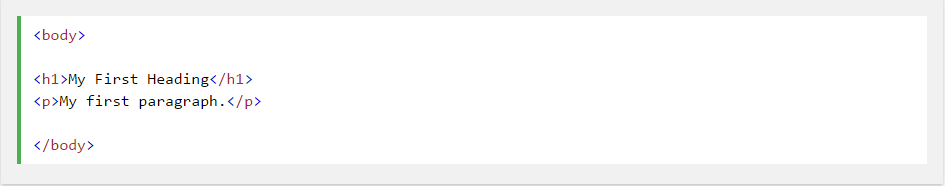 <body>
<h1>My First Heading</h1>
<p>My first paragraph.</p>
</body>